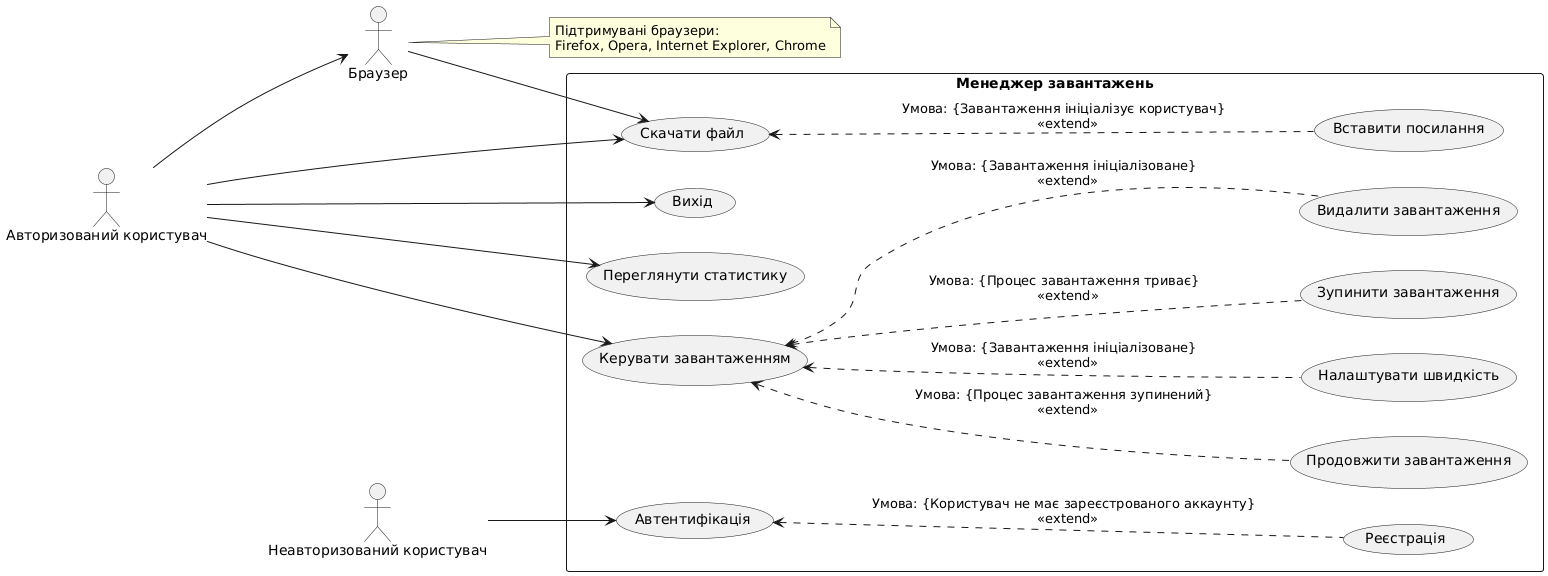 Підтримувані браузери:
Firefox, Opera, Internet Explorer, Chrome
Браузер
Менеджер завантажень
Умова: {Завантаження ініціалізує користувач}
«extend»
Скачати файл
Вставити посилання
Умова: {Завантаження ініціалізоване}
«extend»
Вихід
Видалити завантаження
Авторизований користувач
Переглянути статистику
Умова: {Процес завантаження триває}
«extend»
Зупинити завантаження
Умова: {Завантаження ініціалізоване}
«extend»
Керувати завантаженням
Налаштувати швидкість
Умова: {Процес завантаження зупинений}
«extend»
Продовжити завантаження
Умова: {Користувач не має зареєстрованого аккаунту}
«extend»
Автентифікація
Реєстрація
Неавторизований користувач